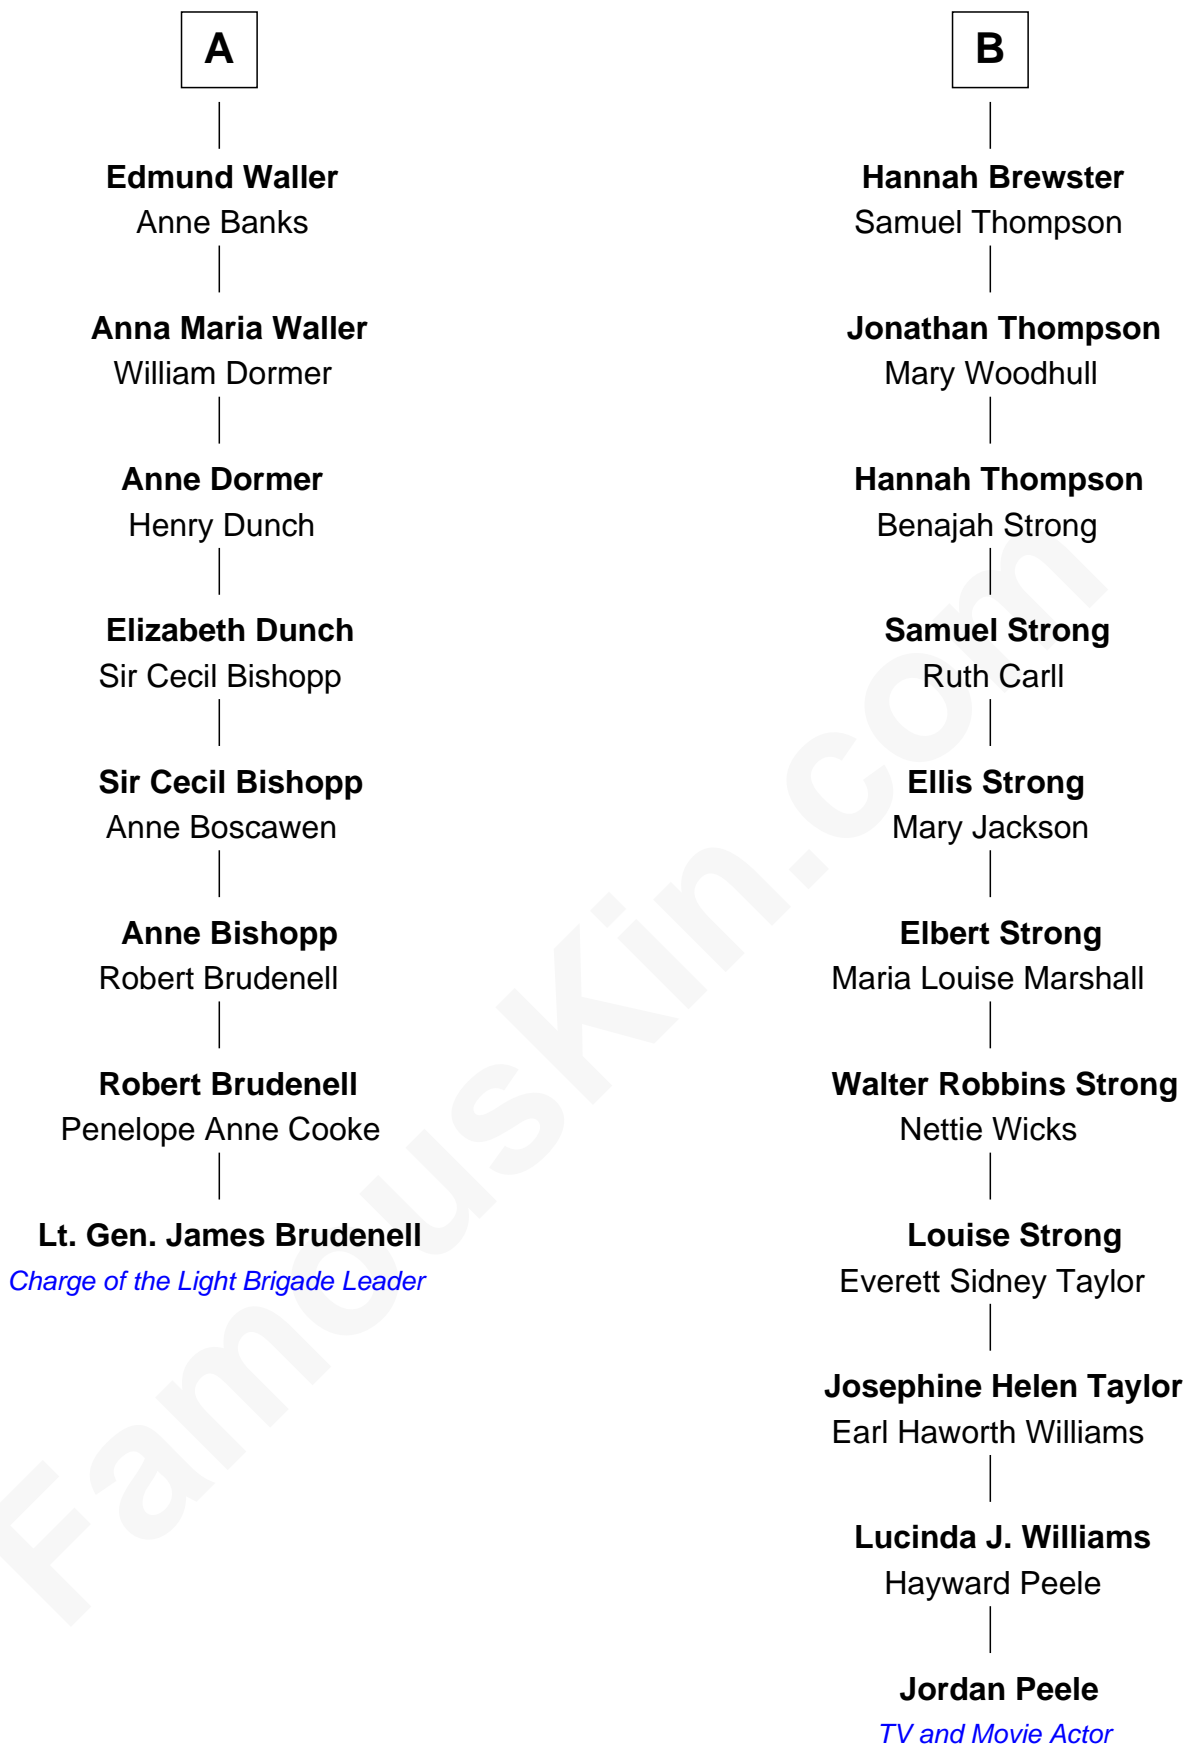 A
Edmund Waller
Anne Banks
Anna Maria Waller
William Dormer
Anne Dormer
Henry Dunch
Elizabeth Dunch
Sir Cecil Bishopp
Sir Cecil Bishopp
Anne Boscawen
Anne Bishopp
Robert Brudenell
Robert Brudenell
Penelope Anne Cooke
Lt. Gen. James Brudenell
Charge of the Light Brigade Leader
B
Hannah Brewster
Samuel Thompson
Jonathan Thompson
Mary Woodhull
Hannah Thompson
Benajah Strong
Samuel Strong
Ruth Carll
Ellis Strong
Mary Jackson
Elbert Strong
Maria Louise Marshall
Walter Robbins Strong
Nettie Wicks
Louise Strong
Everett Sidney Taylor
Josephine Helen Taylor
Earl Haworth Williams
Lucinda J. Williams
Hayward Peele
Jordan Peele
TV and Movie Actor
FamousKin.com